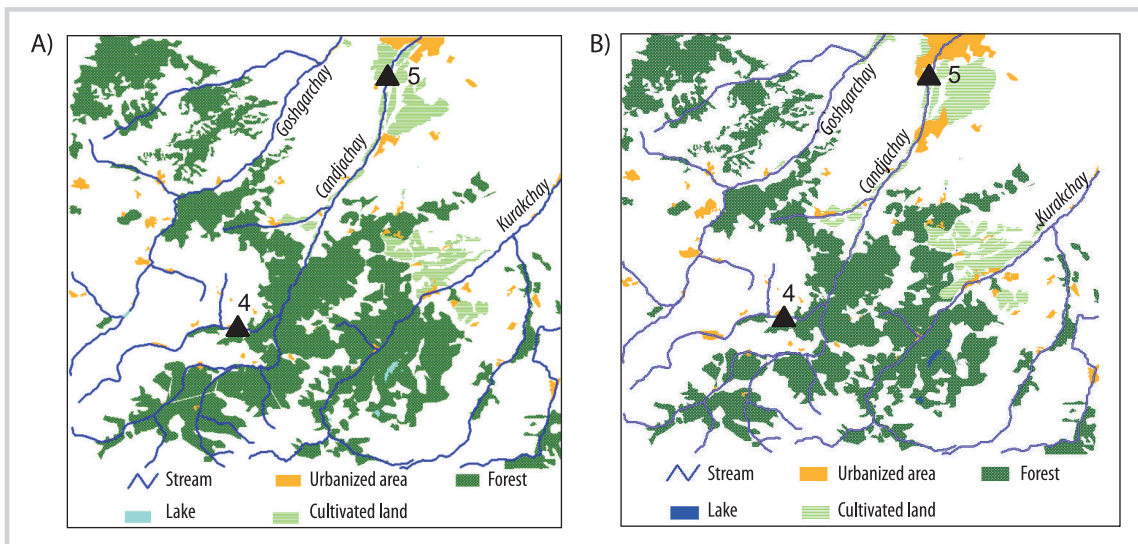 A)
5
Goshgarchay
Candjachay
Kurakchay
4
Stream
Urbanized area
Forest
Lake
Cultivated land
B)
5
Goshgarchay
Candjachay
Kurakchay
4
Stream
Urbanized area
Forest
Lake
Cultivated land